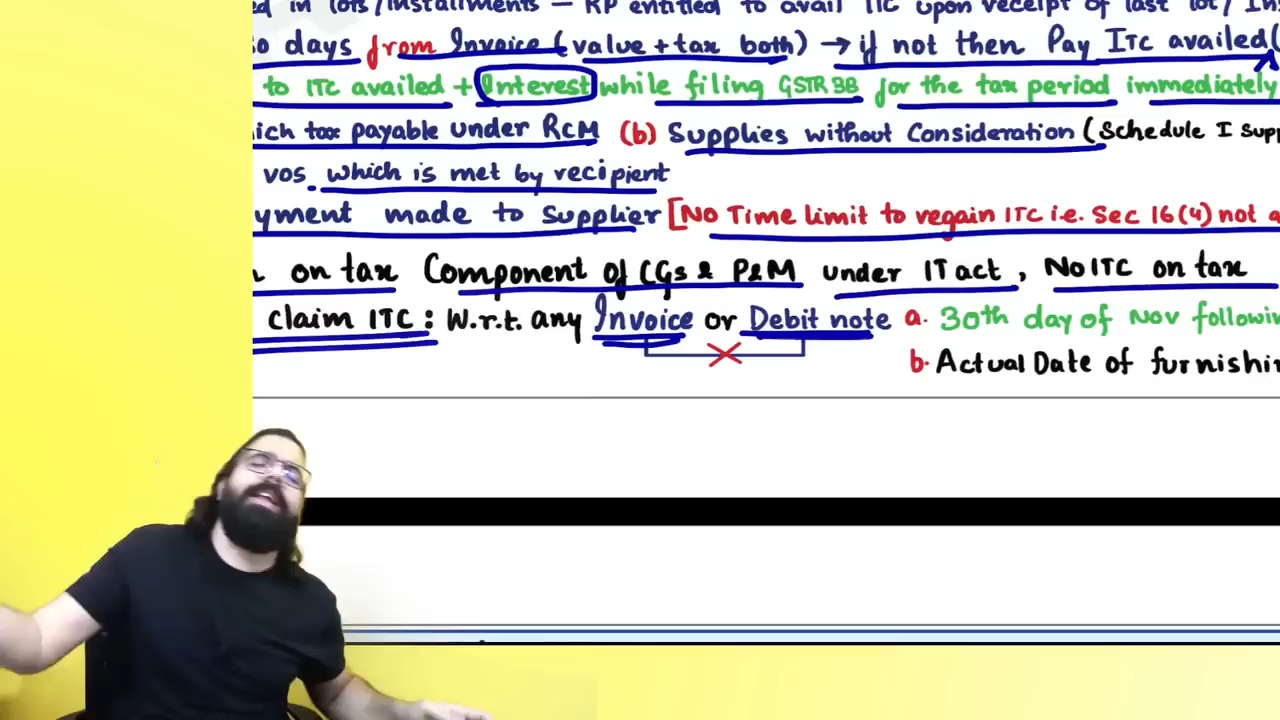 ed in lots/installments – RP entitled to avail ITC upon receipt of last lot/
days from Invoice (value+tax both) → if not then Pay ITC availed(
to ITC availed + Interest while filing GSTR 3B for the tax period immediately
ich tax payable under RCM (b) Supplies without Consideration (Schedule I Supp
vos. which is met by recipient
yment made to Supplier [No Time limit to regain ITC i.e. Sec 16(4) not a
on tax Component of CGs & P&M under IT act, No ITC on tax
claim ITC: W.r.t. any Invoice or Debit note a. 30th day of Nov followin
b. Actual Date of furnishin